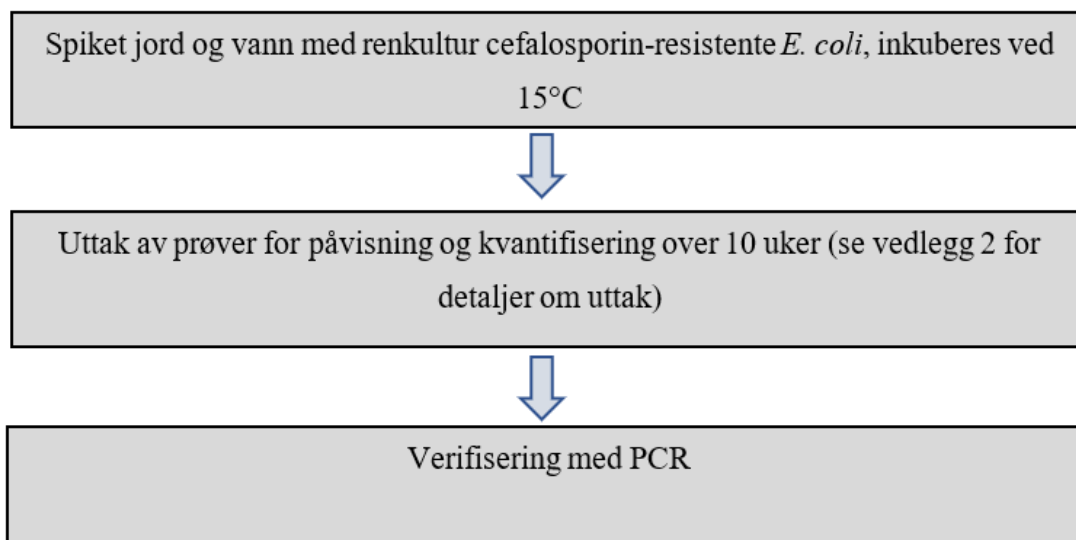 Spiket jord og vann med renkultur cefalosporin-resistente E. coli, inkuberes ved
15°C
Uttak av prøver for påvisning og kvantifisering over 10 uker (se vedlegg 2 for
detaljer om uttak)
Verifisering med PCR